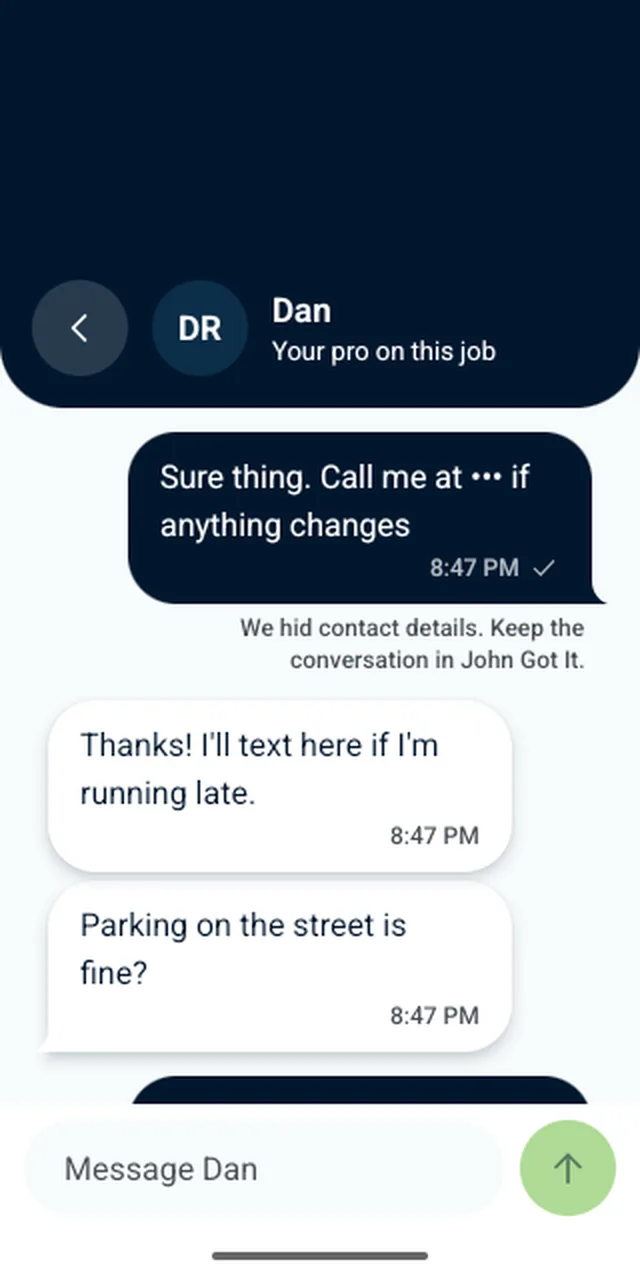 DR
Dan
Your pro on this job
Sure thing. Call me at ••• if
anything changes
8:47 PM ✓
We hid contact details. Keep the
conversation in John Got It.
Thanks! I'll text here if I'm
running late.
8:47 PM
Parking on the street is
fine?
8:47 PM
Message Dan